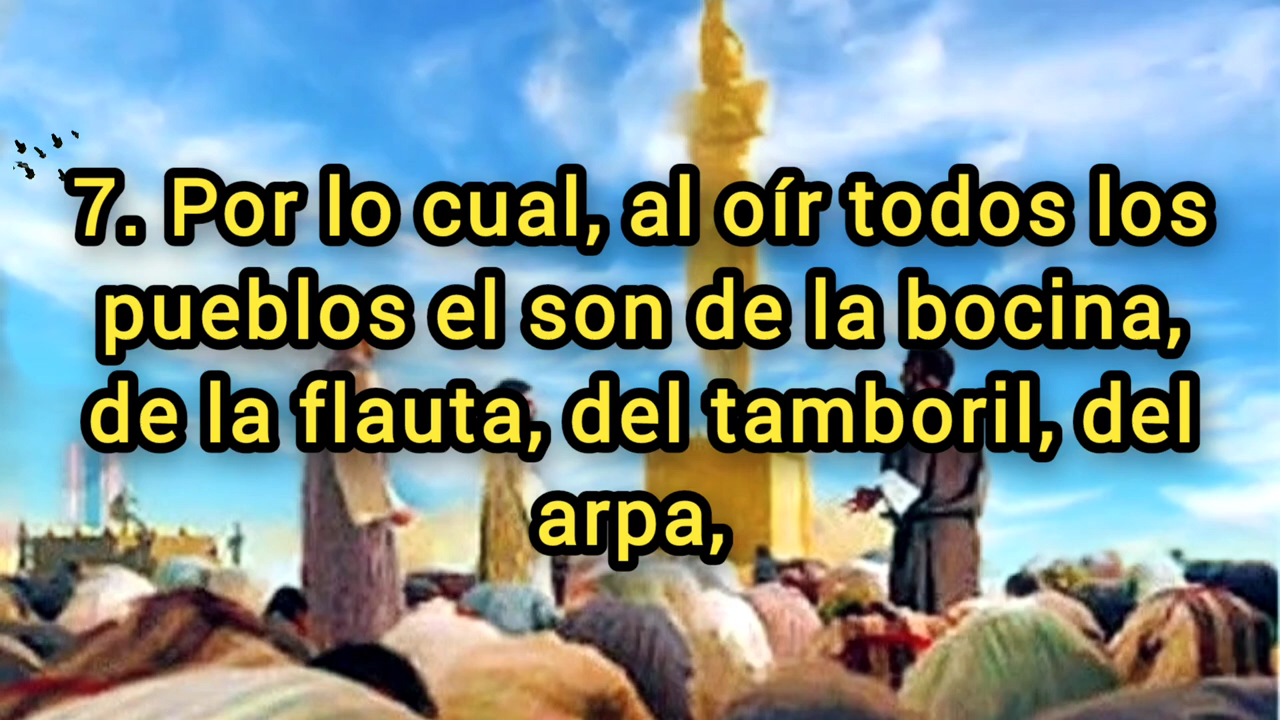 7. Por lo cual, al oír todos los
pueblos el son de la bocina,
de la flauta, del tamboril, del
arpa,